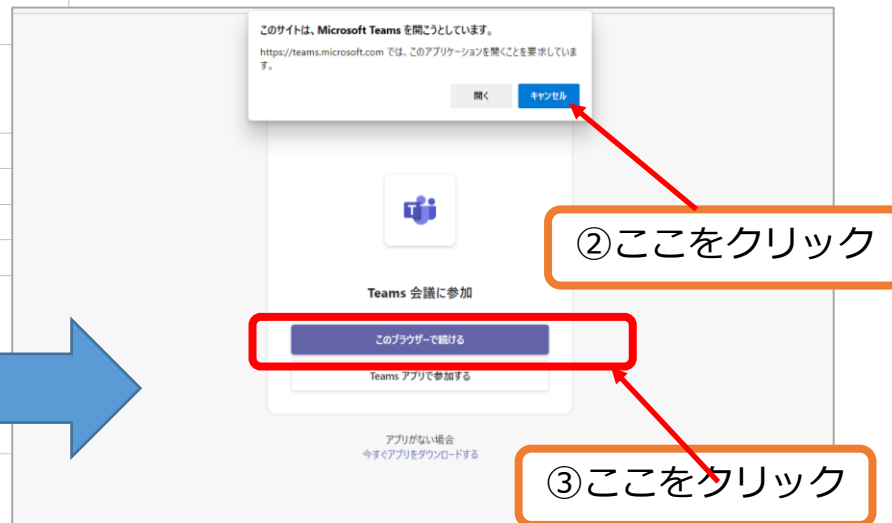 このサイトは、Microsoft Teams を開こうとしています。
https://teams.microsoft.com では、このアプリケーションを開くことを要求していま
す。
開く
キャンセル
②ここをクリック
Teams 会議に参加
このブラウザーで続ける
Teams アプリで参加する
アプリがない場合
今すぐアプリをダウンロードする
③ここをクリック